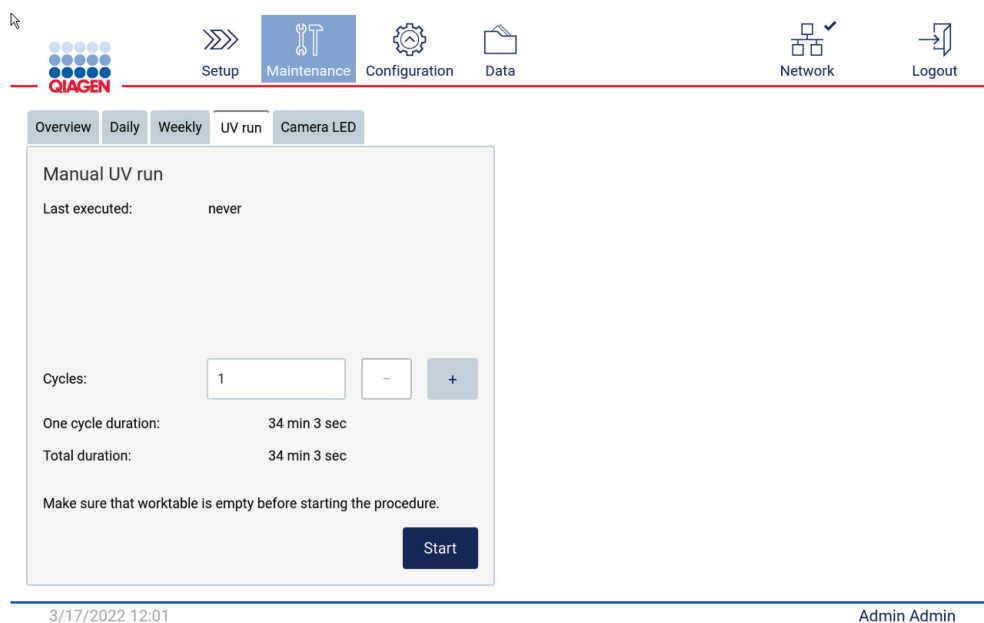 QIAGEN
Setup
Maintenance
Configuration
Data
Network
Logout
Overview
Daily
Weekly
UV run
Camera LED
Manual UV run
Last executed: never
Cycles: 1 - +
One cycle duration: 34 min 3 sec
Total duration: 34 min 3 sec
Make sure that worktable is empty before starting the procedure.
Start
3/17/2022 12:01
Admin Admin